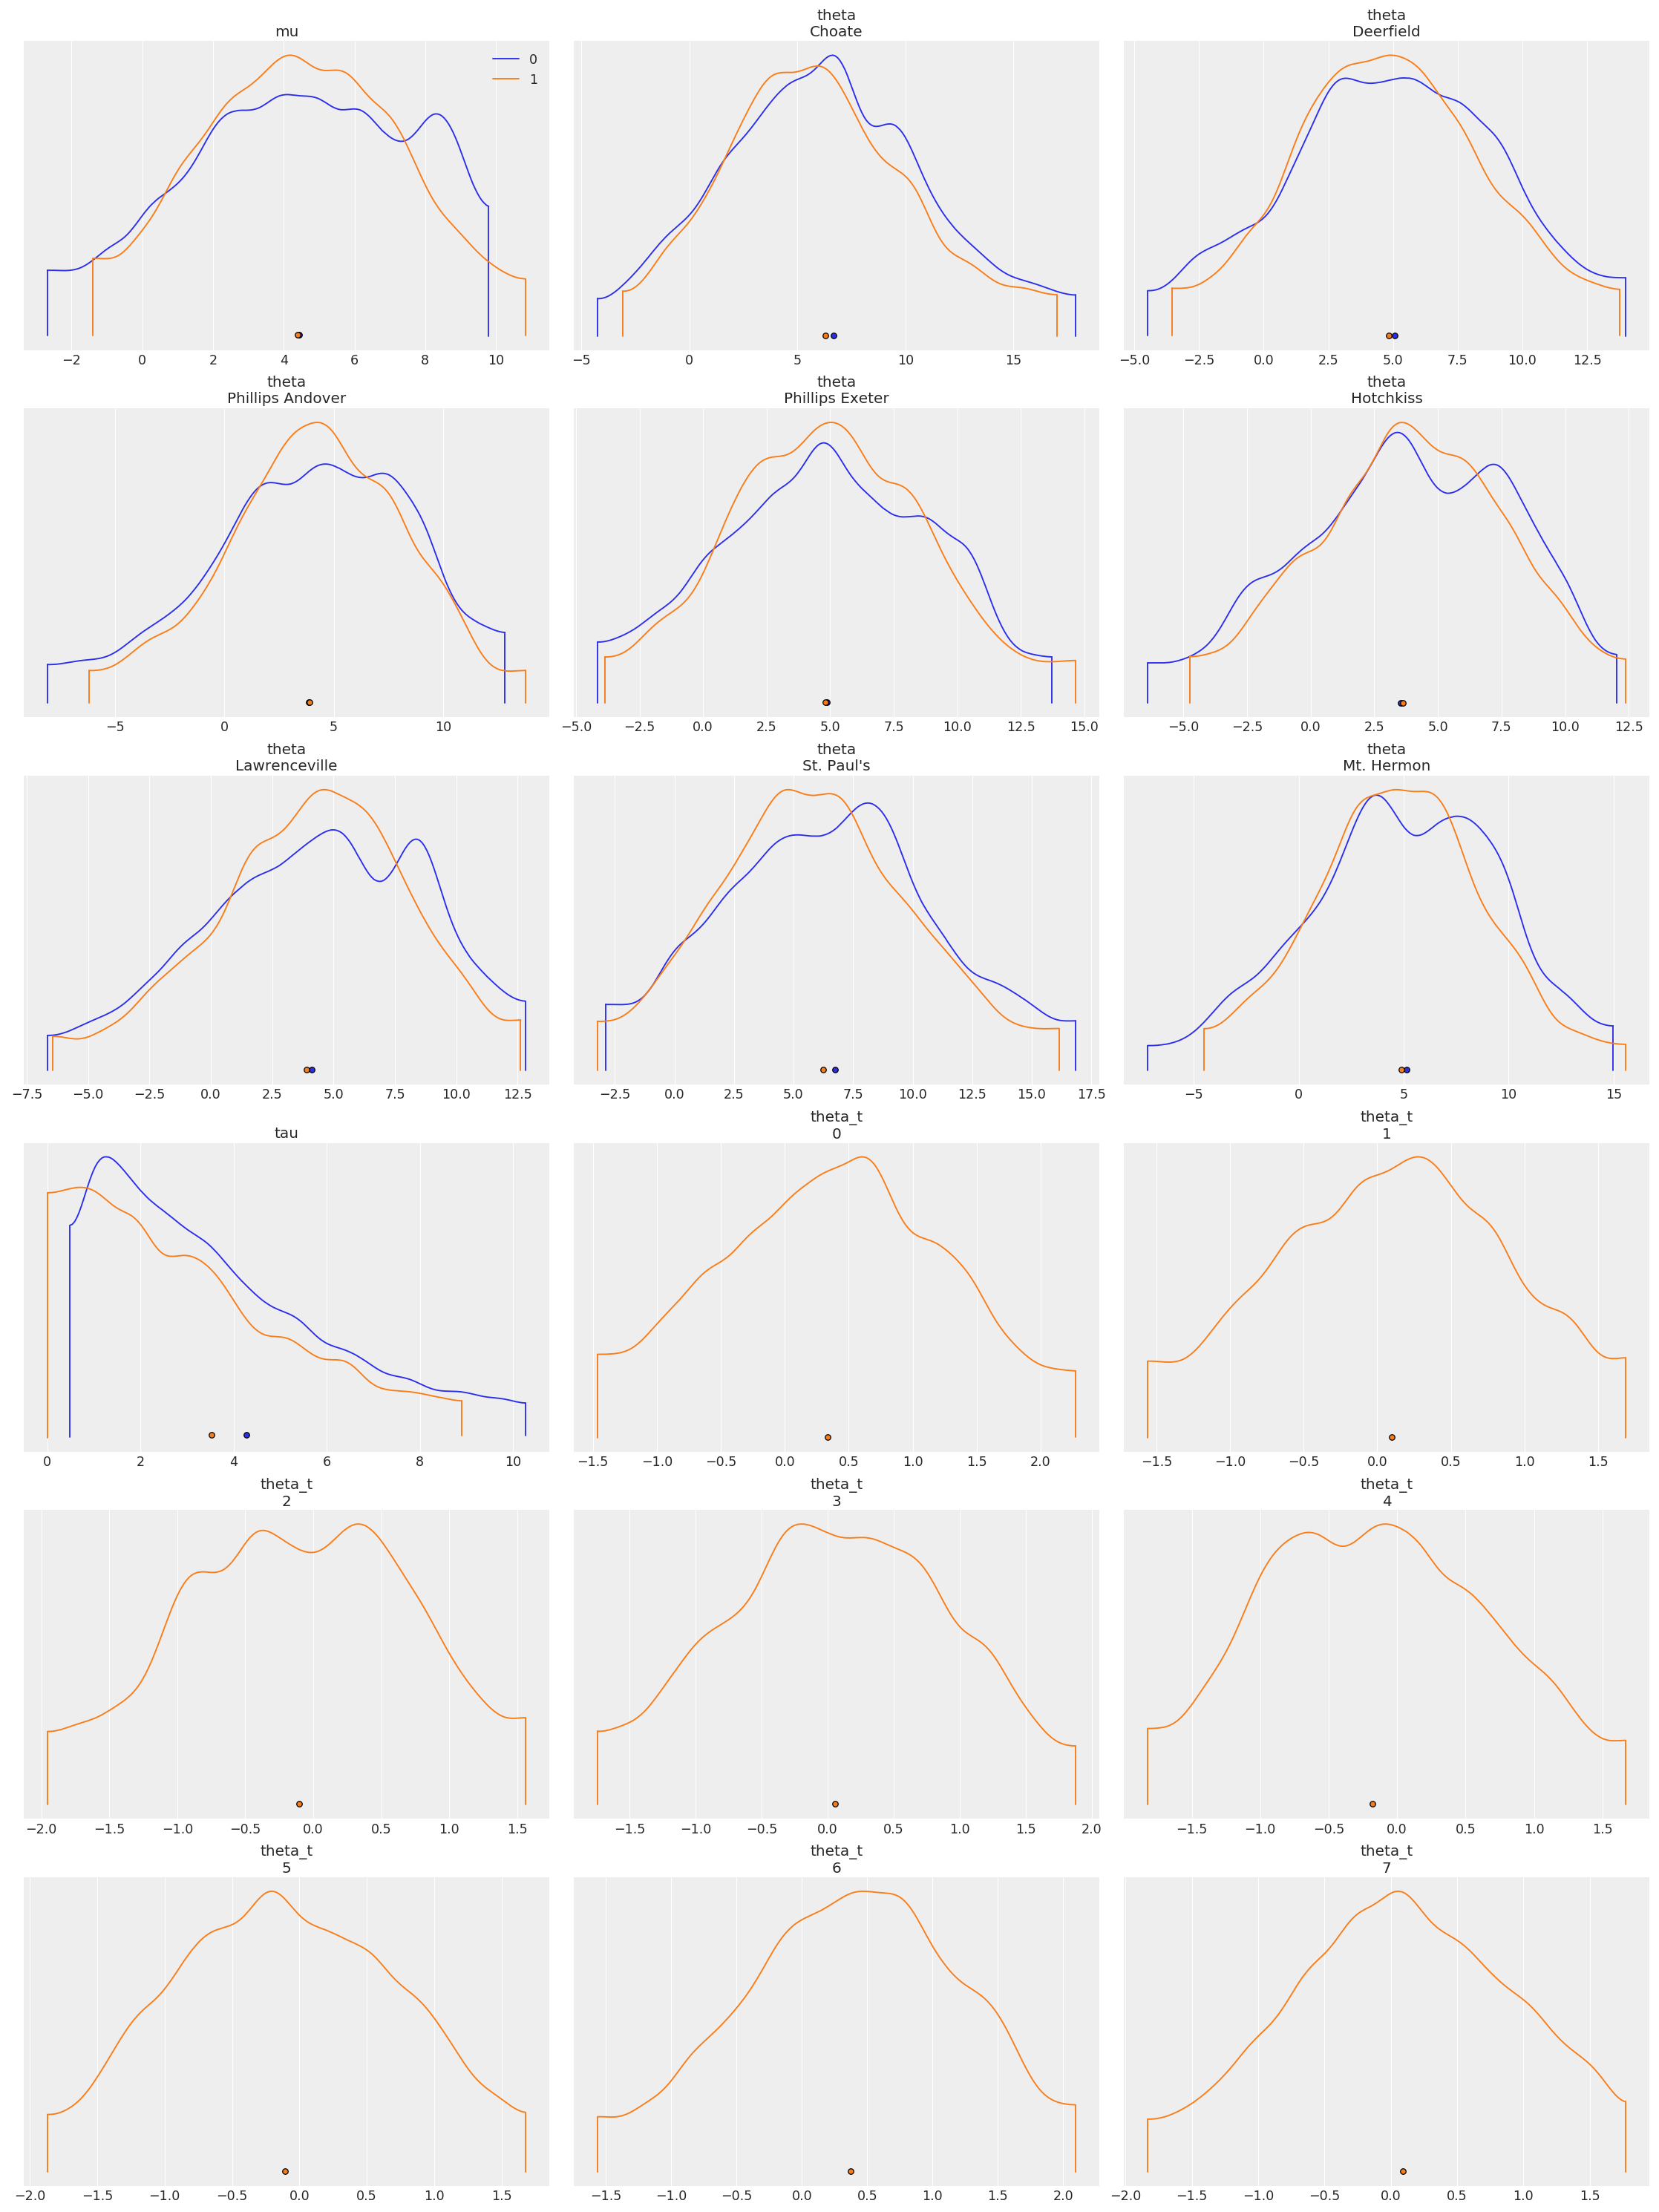 mu
0
1
−2 0 2 4 6 8 10
theta
Choate
−5 0 5 10 15
theta
Deerfield
−5.0 −2.5 0.0 2.5 5.0 7.5 10.0 12.5
theta
Phillips Andover
−5 0 5 10
theta
Phillips Exeter
−5.0 −2.5 0.0 2.5 5.0 7.5 10.0 12.5 15.0
theta
Hotchkiss
−5.0 −2.5 0.0 2.5 5.0 7.5 10.0 12.5
theta
Lawrenceville
−7.5 −5.0 −2.5 0.0 2.5 5.0 7.5 10.0 12.5
theta
St. Paul's
−2.5 0.0 2.5 5.0 7.5 10.0 12.5 15.0 17.5
theta
Mt. Hermon
−5 0 5 10 15
tau
0 2 4 6 8 10
theta_t
0
−1.5 −1.0 −0.5 0.0 0.5 1.0 1.5 2.0
theta_t
1
−1.5 −1.0 −0.5 0.0 0.5 1.0 1.5
theta_t
2
−2.0 −1.5 −1.0 −0.5 0.0 0.5 1.0 1.5
theta_t
3
−1.5 −1.0 −0.5 0.0 0.5 1.0 1.5 2.0
theta_t
4
−1.5 −1.0 −0.5 0.0 0.5 1.0 1.5
theta_t
5
−2.0 −1.5 −1.0 −0.5 0.0 0.5 1.0 1.5
theta_t
6
−1.5 −1.0 −0.5 0.0 0.5 1.0 1.5 2.0
theta_t
7
−2.0 −1.5 −1.0 −0.5 0.0 0.5 1.0 1.5